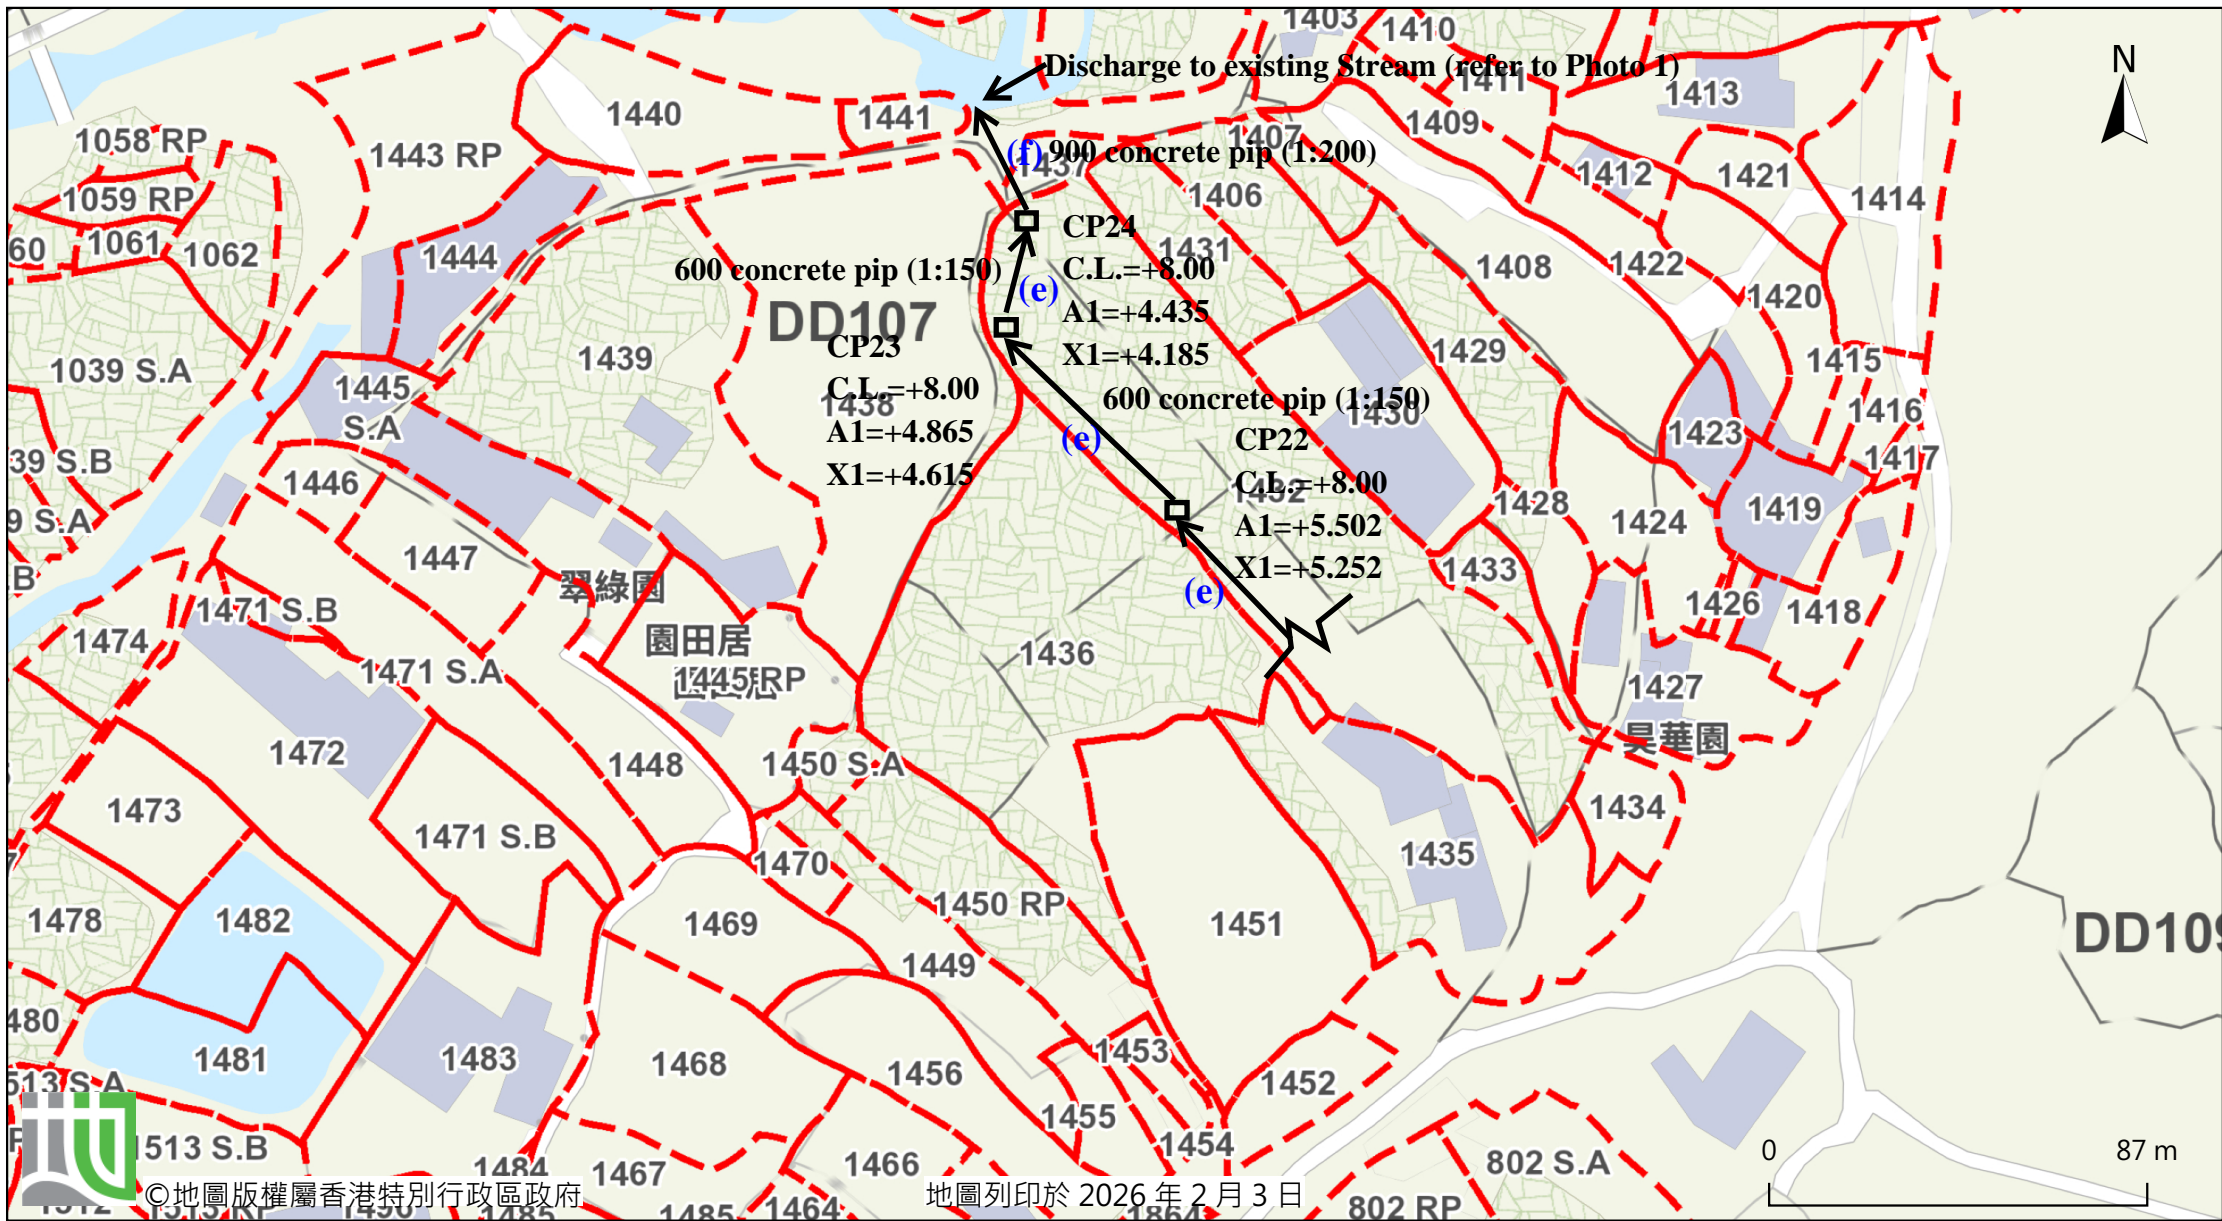 1403
1410
N
Discharge to existing Stream (refer to Photo 1)
1411
1413
1440
1441
1409
1058 RP
1443 RP
1407
(f) 900 concrete pip (1:200)
1437
1412
1421
1059 RP
1406
1414
CP24
60
1061
1062
1444
1431
1422
1408
600 concrete pip (1:150)
C.L.=+8.00
(e)
1420
A1=+4.435
DD107
CP23
X1=+4.185
1439
1429
1415
1039 S.A
1445
S.A
C.L.=+8.00
1438
600 concrete pip (1:150)
1430
1416
A1=+4.865
(e)
CP22
1423
39 S.B
X1=+4.615
1417
1446
C.L.=+8.00
1432
1428
1419
9 S.A
A1=+5.502
1424
1447
X1=+5.252
1433
.B
翠綠園
(e)
1471 S.B
1426
1418
1474
園田居
1436
1471 S.A
1445 RP
1427
昊華園
1472
1448
1450 S.A
1473
1434
1471 S.B
1470
1435
1478
1482
1469
1450 RP
1451
DD109
1449
480
1481
1483
1468
1453
1456
1452
513 S.A
1455
1513 S.B
1454
0
87 m
1484
1467
1466
802 S.A
©地圖版權屬香港特別行政區政府
地圖列印於 2026 年 2 月 3 日
1512
1513 RP
1485
1485
1464
1864
802 RP